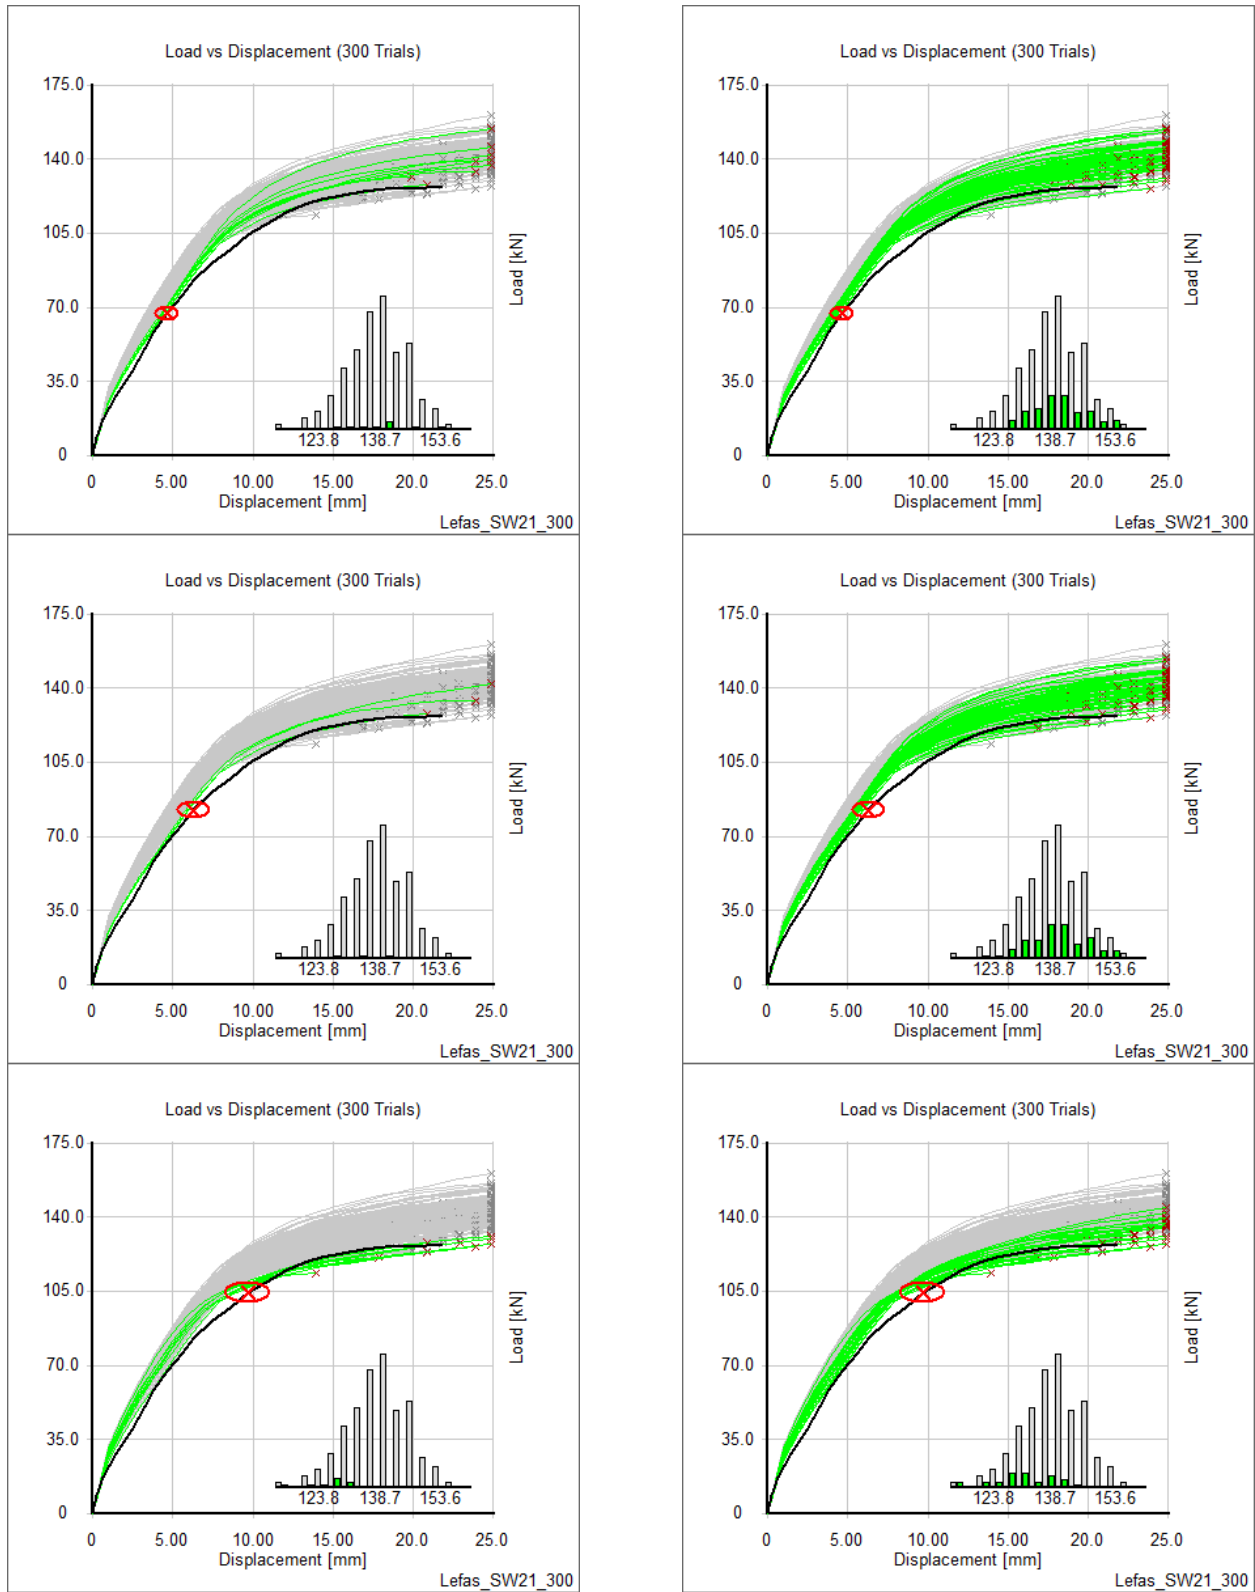 Load vs Displacement (300 Trials)
175.0
140.0
105.0
70.0
35.0
0
Load [kN]
123.8 138.7 153.6
0 5.00 10.00 15.00 20.0 25.0
Displacement [mm]
Lefas_SW21_300
Load vs Displacement (300 Trials)
175.0
140.0
105.0
70.0
35.0
0
Load [kN]
123.8 138.7 153.6
0 5.00 10.00 15.00 20.0 25.0
Displacement [mm]
Lefas_SW21_300
Load vs Displacement (300 Trials)
175.0
140.0
105.0
70.0
35.0
0
Load [kN]
123.8 138.7 153.6
0 5.00 10.00 15.00 20.0 25.0
Displacement [mm]
Lefas_SW21_300
Load vs Displacement (300 Trials)
175.0
140.0
105.0
70.0
35.0
0
Load [kN]
123.8 138.7 153.6
0 5.00 10.00 15.00 20.0 25.0
Displacement [mm]
Lefas_SW21_300
Load vs Displacement (300 Trials)
175.0
140.0
105.0
70.0
35.0
0
Load [kN]
123.8 138.7 153.6
0 5.00 10.00 15.00 20.0 25.0
Displacement [mm]
Lefas_SW21_300
Load vs Displacement (300 Trials)
175.0
140.0
105.0
70.0
35.0
0
Load [kN]
123.8 138.7 153.6
0 5.00 10.00 15.00 20.0 25.0
Displacement [mm]
Lefas_SW21_300